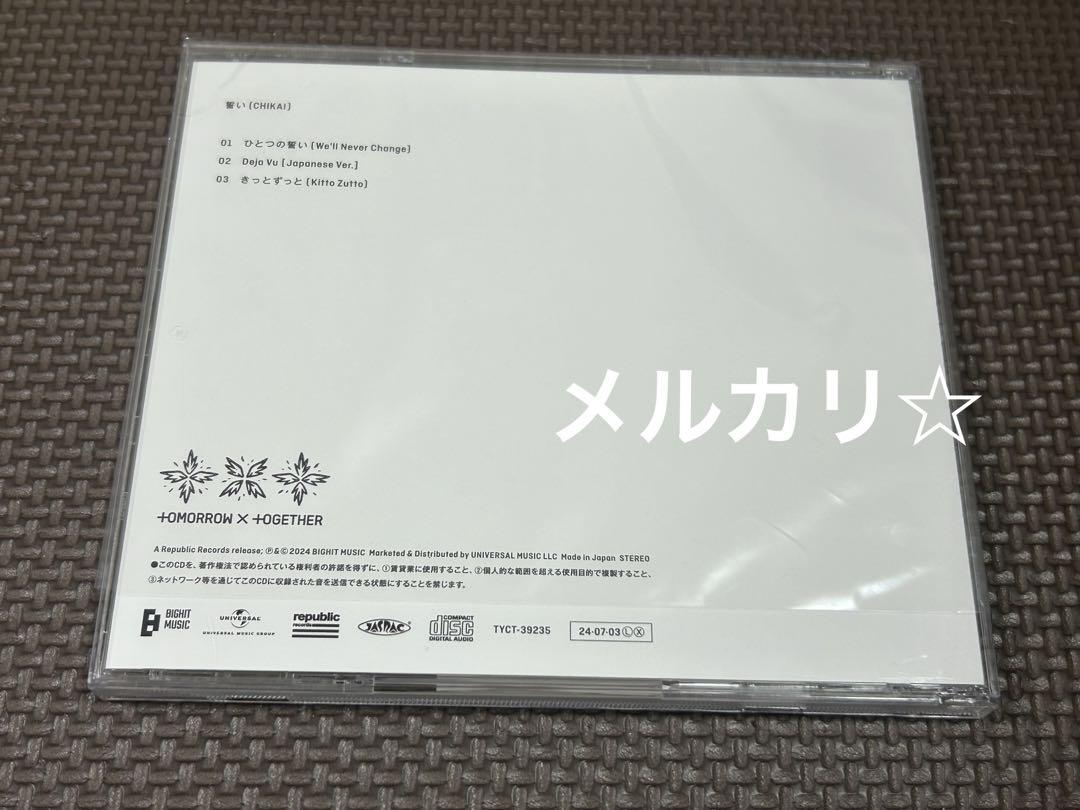 誓い [CHIKAI]
01 ひとつの誓い [We'll Never Change]
02 Deja Vu [Japanese Ver.]
03 きっとずっと [Kitto Zutto]
メルカリ☆
TOMORROW X TOGETHER
A Republic Records release; ℗&© 2024 BIGHIT MUSIC Marketed & Distributed by UNIVERSAL MUSIC LLC Made in Japan STEREO
●このCDを、著作権法で認められている権利者の許諾を得ずに、①賃貸業に使用すること、②個人的な範囲を超える使用目的で複製すること、
③ネットワーク等を通じてこのCDに収録された音を送信できる状態にすることを禁じます。
BIGHIT MUSIC
UNIVERSAL
UNIVERSAL MUSIC GROUP
republic records
JASRAC
COMPACT disc DIGITAL AUDIO
TYCT-39235
24·07·03ⓁⓍ